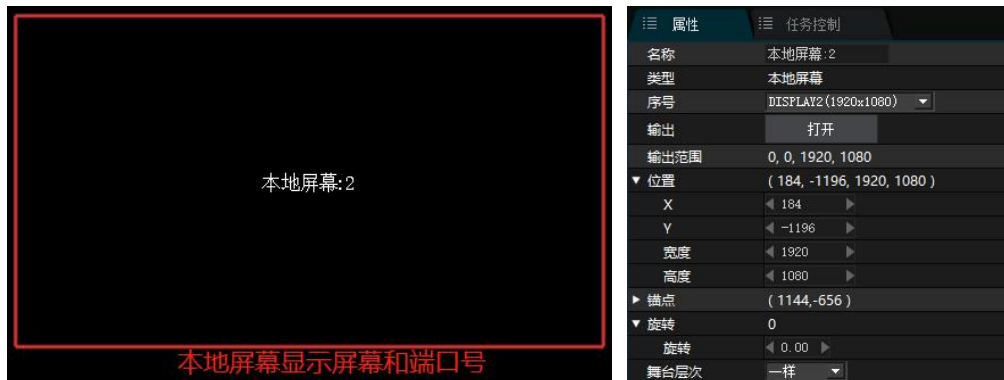 本地屏幕:2
本地屏幕显示屏幕和端口号
属性 任务控制
名称 本地屏幕:2
类型 本地屏幕
序号 DISPLAY2(1920x1080)
输出 打开
输出范围 0, 0, 1920, 1080
位置 ( 184, -1196, 1920, 1080 )
X 184
Y -1196
宽度 1920
高度 1080
锚点 ( 1144,-656 )
旋转 0
旋转 0.00
舞台层次 一样